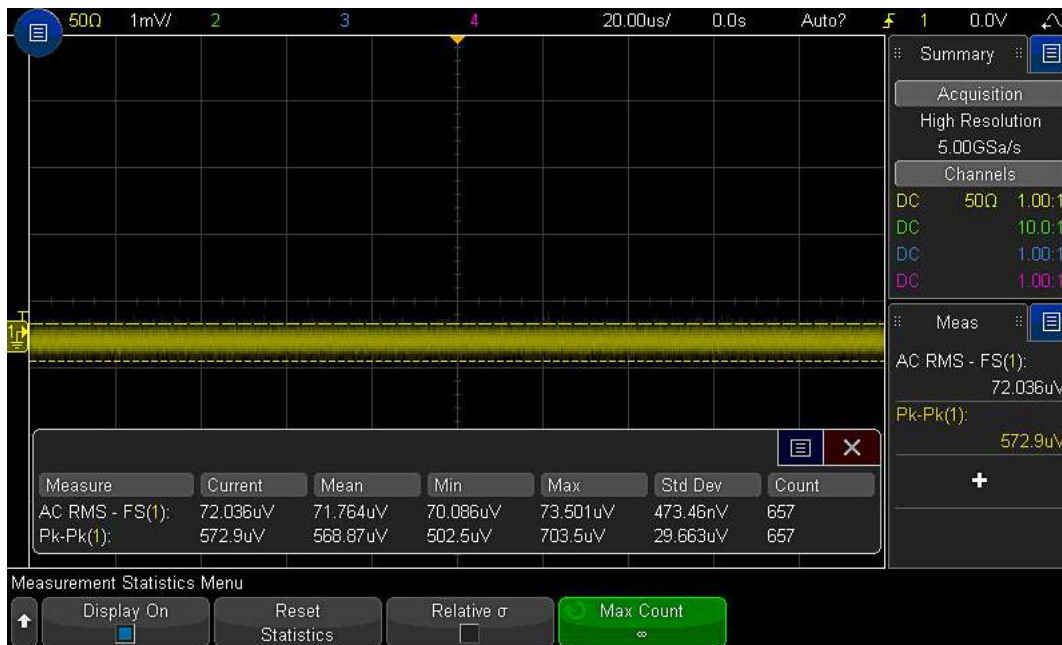 50Ω 1mV/ 2 3 4 20.00us/ 0.0s Auto? 1 0.0V
Summary
Acquisition
High Resolution
5.00GSa/s
Channels
DC 50Ω 1.00:1
DC 10.0:1
DC 1.00:1
DC 1.00:1
T
1
Meas
AC RMS - FS(1):
72.036uV
Pk-Pk(1):
572.9uV
+
Measure Current Mean Min Max Std Dev Count
AC RMS - FS(1): 72.036uV 71.764uV 70.086uV 73.501uV 473.46nV 657
Pk-Pk(1): 572.9uV 568.87uV 502.5uV 703.5uV 29.663uV 657
Measurement Statistics Menu
Display On
Reset
Statistics
Relative σ
Max Count
∞